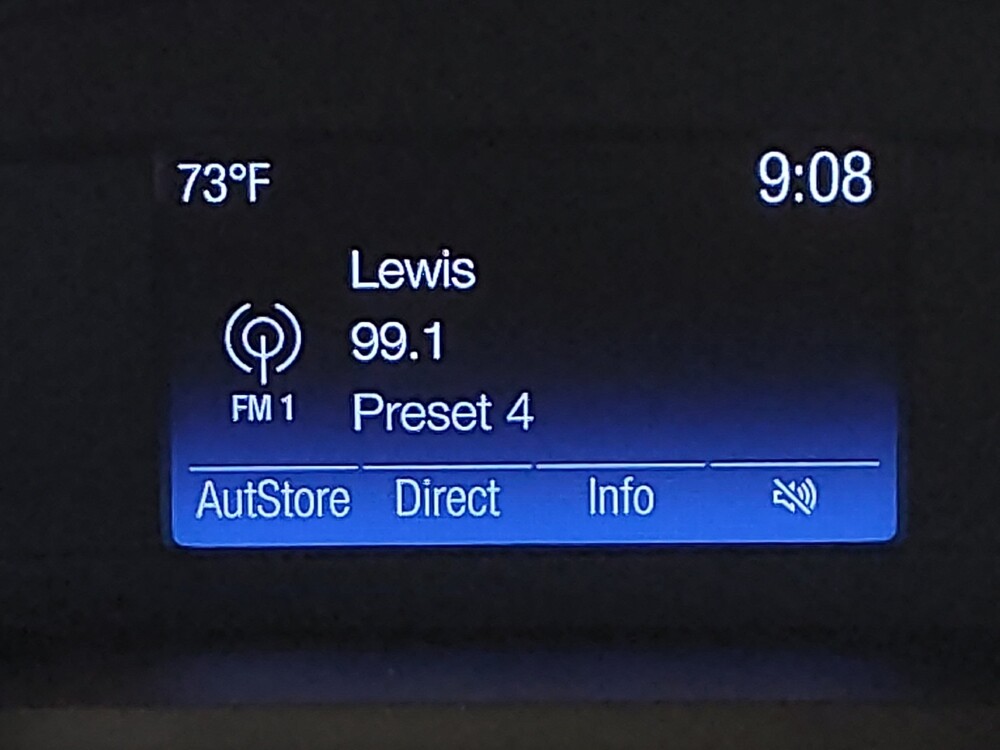 73°F 9:08
Lewis
99.1
FM 1 Preset 4
AutStore Direct Info